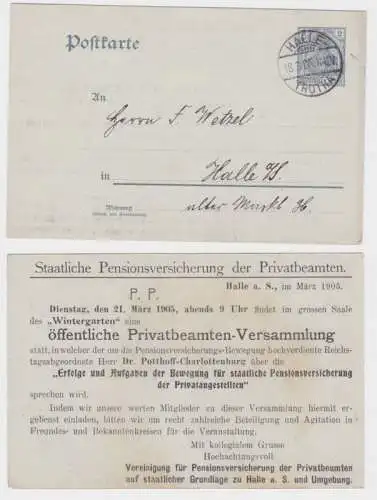 Postkarte
HALLE
TROTHA
An
Herrn F. Wetzel
in
Halle a/S.
alter Markt
Wohnung
Staatliche Pensionsversicherung der Privatbeamten.
Halle a. S., im März 1905.
P. P.
Dienstag, den 21. März 1905, abends 9 Uhr findet im grossen Saale
des „Wintergarten" eine
öffentliche Privatbeamten-Versammlung
statt, in welcher der um die Pensionsversicherungs-Bewegung hochverdiente Reichs-
tagsabgeordnete Herr Dr. Potthoff-Charlottenburg über die
„Erfolge und Aufgaben der Bewegung für staatliche Pensionsversicherung
der Privatangestellten"
sprechen wird.
Indem wir unsere werten Mitglieder zu dieser Versammlung hiermit er-
gebenst einladen, bitten wir um recht zahlreiche Beteiligung und Agitation in
Freundes- und Bekanntenkreisen für die Veranstaltung.
Mit kollegialem Grusse
Hochachtungsvoll
Vereinigung für Pensionsversicherung der Privatbeamten
auf staatlicher Grundlage zu Halle a. S. und Umgebung.